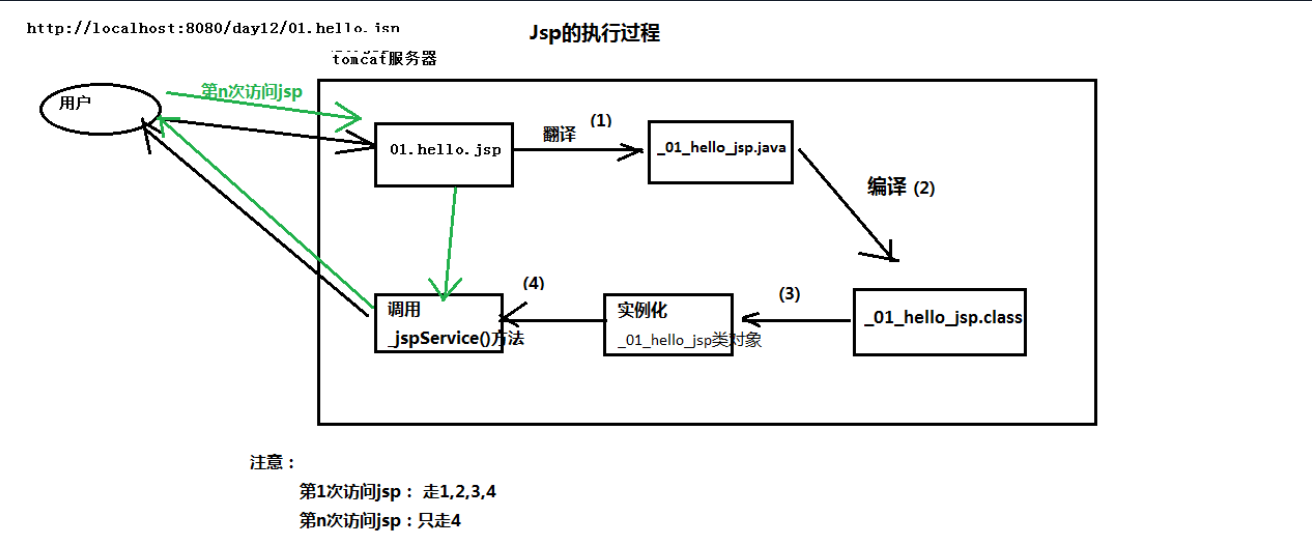 Jsp的执行过程
http://localhost:8080/day12/01.hello.jsp
tomcat服务器
用户
第n次访问jsp
01.hello.jsp
翻译
(1)
_01_hello_jsp.java
编译 (2)
_01_hello_jsp.class
(3)
实例化
_01_hello_jsp类对象
(4)
调用
_jspService()方法
注意：
第1次访问jsp： 走1,2,3,4
第n次访问jsp：只走4